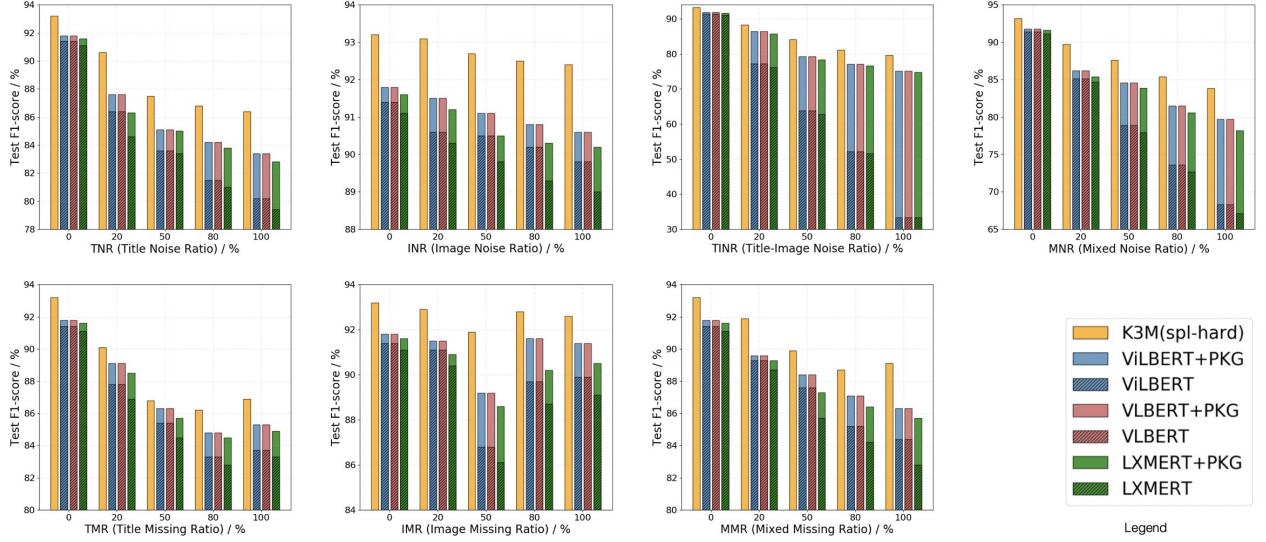 94
92
90
88
86
84
82
80
78
Test F1-score / %
0 20 50 80 100
TNR (Title Noise Ratio) / %
94
93
92
91
90
89
88
Test F1-score / %
0 20 50 80 100
INR (Image Noise Ratio) / %
90
80
70
60
50
40
30
Test F1-score / %
0 20 50 80 100
TINR (Title-Image Noise Ratio) / %
95
90
85
80
75
70
65
Test F1-score / %
0 20 50 80 100
MNR (Mixed Noise Ratio) / %
94
92
90
88
86
84
82
80
Test F1-score / %
0 20 50 80 100
TMR (Title Missing Ratio) / %
94
92
90
88
86
84
Test F1-score / %
0 20 50 80 100
IMR (Image Missing Ratio) / %
94
92
90
88
86
84
82
80
Test F1-score / %
0 20 50 80 100
MMR (Mixed Missing Ratio) / %
K3M(spl-hard)
ViLBERT+PKG
ViLBERT
VLBERT+PKG
VLBERT
LXMERT+PKG
LXMERT
Legend